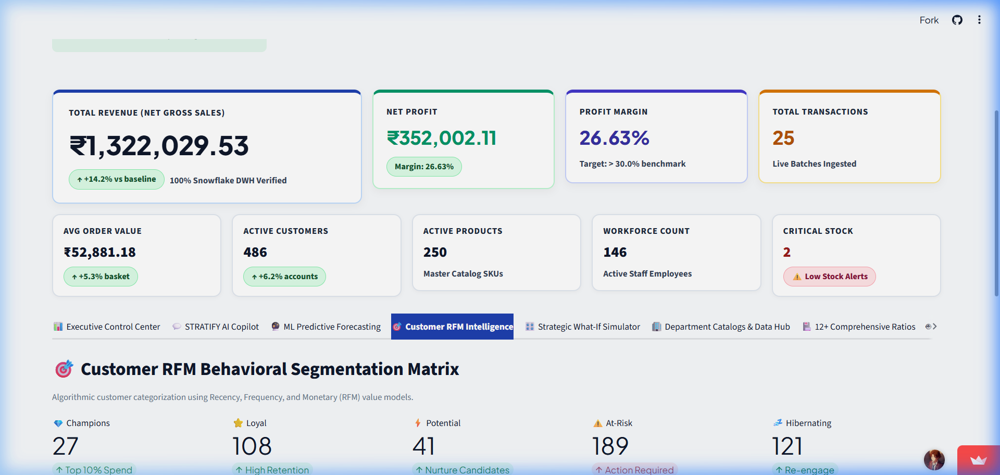 Fork
TOTAL REVENUE (NET GROSS SALES)
₹1,322,029.53
↑ +14.2% vs baseline
100% Snowflake DWH Verified
NET PROFIT
₹352,002.11
Margin: 26.63%
PROFIT MARGIN
26.63%
Target: > 30.0% benchmark
TOTAL TRANSACTIONS
25
Live Batches Ingested
AVG ORDER VALUE
₹52,881.18
↑ +5.3% basket
ACTIVE CUSTOMERS
486
↑ +6.2% accounts
ACTIVE PRODUCTS
250
Master Catalog SKUs
WORKFORCE COUNT
146
Active Staff Employees
CRITICAL STOCK
2
⚠️ Low Stock Alerts
📊 Executive Control Center
💬 STRATIFY AI Copilot
🔮 ML Predictive Forecasting
🎯 Customer RFM Intelligence
🎛️ Strategic What-If Simulator
🏢 Department Catalogs & Data Hub
12+ Comprehensive Ratios
🎯 Customer RFM Behavioral Segmentation Matrix
Algorithmic customer categorization using Recency, Frequency, and Monetary (RFM) value models.
💎 Champions
27
↑ Top 10% Spend
⭐ Loyal
108
↑ High Retention
⚡ Potential
41
↑ Nurture Candidates
⚠️ At-Risk
189
↑ Action Required
💤 Hibernating
121
↑ Re-engage